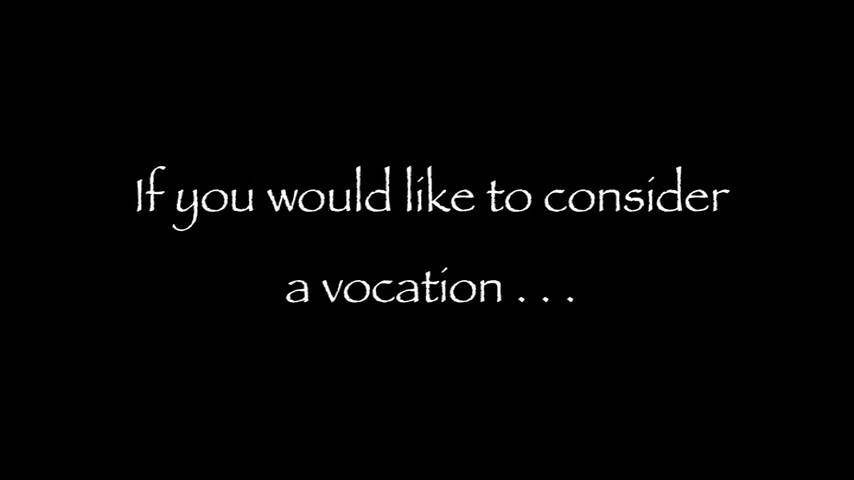 If you would like to consider
a vocation . . .